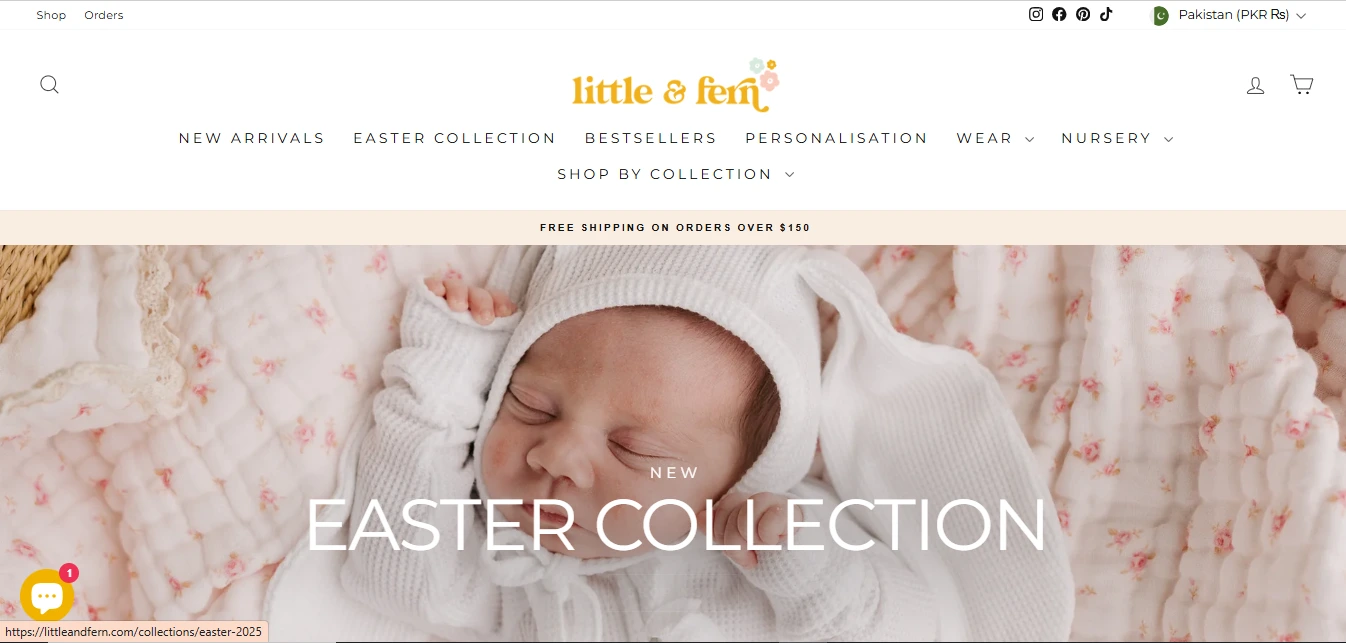 Shop Orders Pakistan (PKR ₨)
little & fern
NEW ARRIVALS EASTER COLLECTION BESTSELLERS PERSONALISATION WEAR NURSERY
SHOP BY COLLECTION
FREE SHIPPING ON ORDERS OVER $150
NEW
EASTER COLLECTION
1
https://littleandfern.com/collections/easter-2025